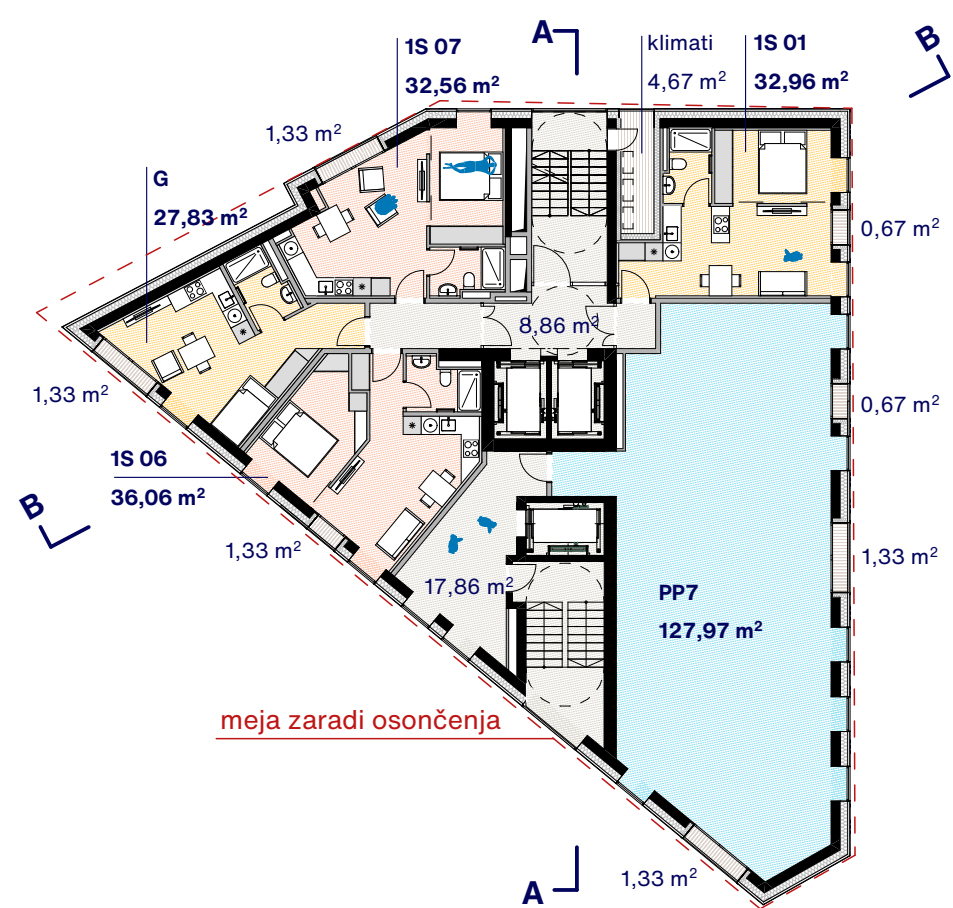 A
B
1S 07
32,56 m²
klimati
4,67 m²
1S 01
32,96 m²
1,33 m²
G
27,83 m²
0,67 m²
8,86 m²
1,33 m²
0,67 m²
1S 06
36,06 m²
B
1,33 m²
1,33 m²
17,86 m²
PP7
127,97 m²
meja zaradi osončenja
1,33 m²
A